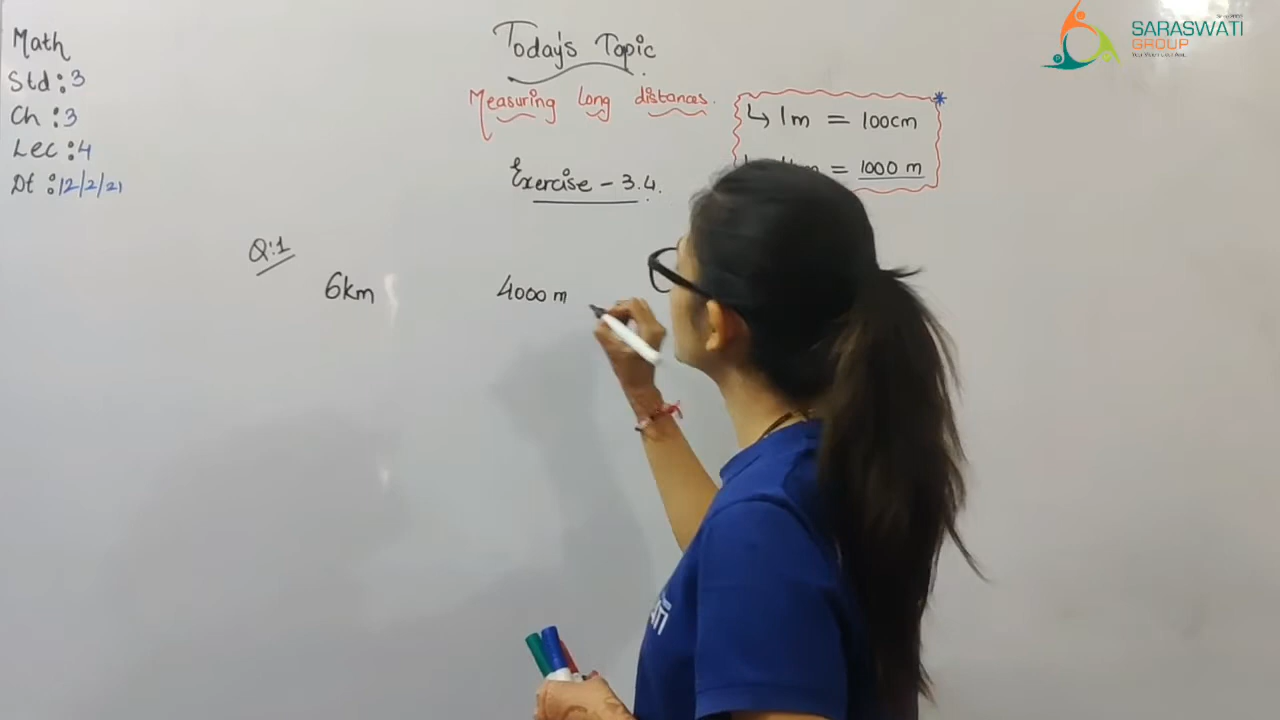 Math
Std : 3
Ch : 3
Lec : 4
Dt : 12/2/21
Today's Topic
Measuring long distances.
Exercise - 3.4.
↳ 1m = 100cm
= 1000 m
Q:1
6km
4000 m
SARASWATI
GROUP